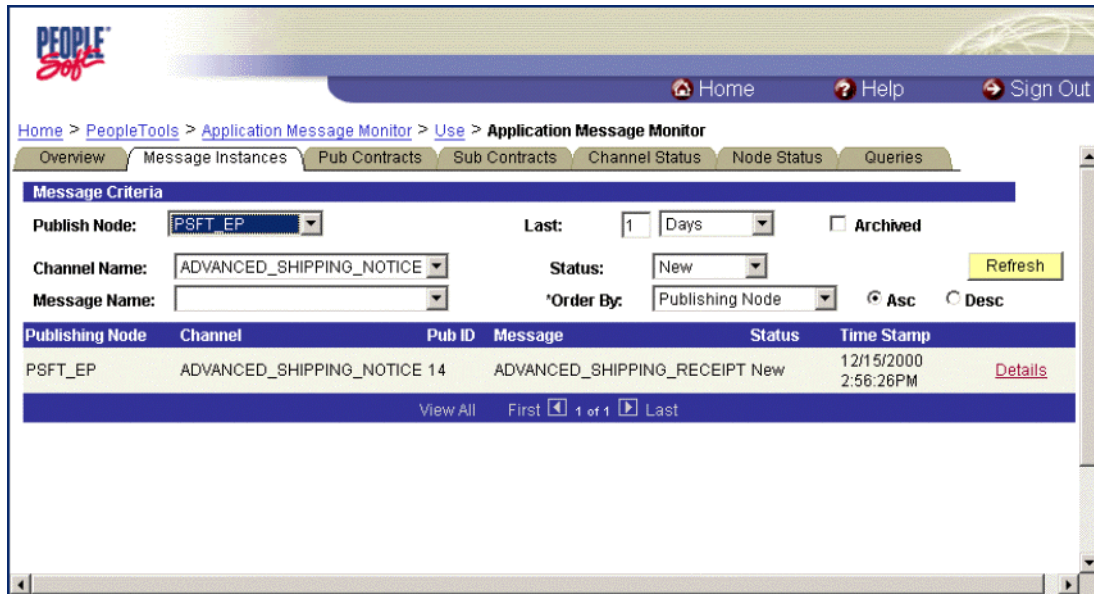 PEOPLE
Soft
Home Help Sign Out
Home > PeopleTools > Application Message Monitor > Use > Application Message Monitor
Overview Message Instances Pub Contracts Sub Contracts Channel Status Node Status Queries
Message Criteria
Publish Node: PSFT_EP Last: 1 Days Archived
Channel Name: ADVANCED_SHIPPING_NOTICE Status: New Refresh
Message Name: *Order By: Publishing Node Asc Desc
Publishing Node Channel Pub ID Message Status Time Stamp
PSFT_EP ADVANCED_SHIPPING_NOTICE 14 ADVANCED_SHIPPING_RECEIPT New 12/15/2000
2:56:26PM Details
View All First 1 of 1 Last